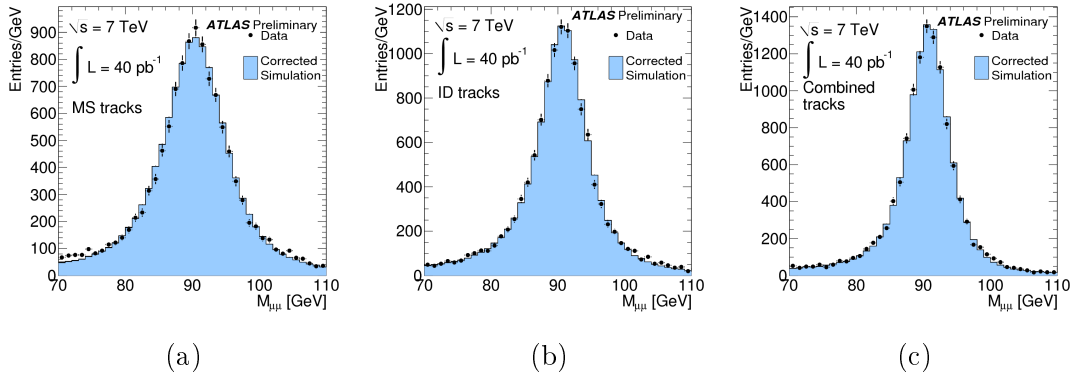 Entries/GeV
900
800
700
600
500
400
300
200
100
0
70
80
90
100
110
√s = 7 TeV
∫ L = 40 pb⁻¹
MS tracks
ATLAS Preliminary
Data
Corrected
Simulation
Mμμ [GeV]
(a)
Entries/GeV
1200
1000
800
600
400
200
0
70
80
90
100
110
√s = 7 TeV
∫ L = 40 pb⁻¹
ID tracks
ATLAS Preliminary
Data
Corrected
Simulation
Mμμ [GeV]
(b)
Entries/GeV
1400
1200
1000
800
600
400
200
0
70
80
90
100
110
√s = 7 TeV
∫ L = 40 pb⁻¹
Combined
tracks
ATLAS Preliminary
Data
Corrected
Simulation
Mμμ [GeV]
(c)